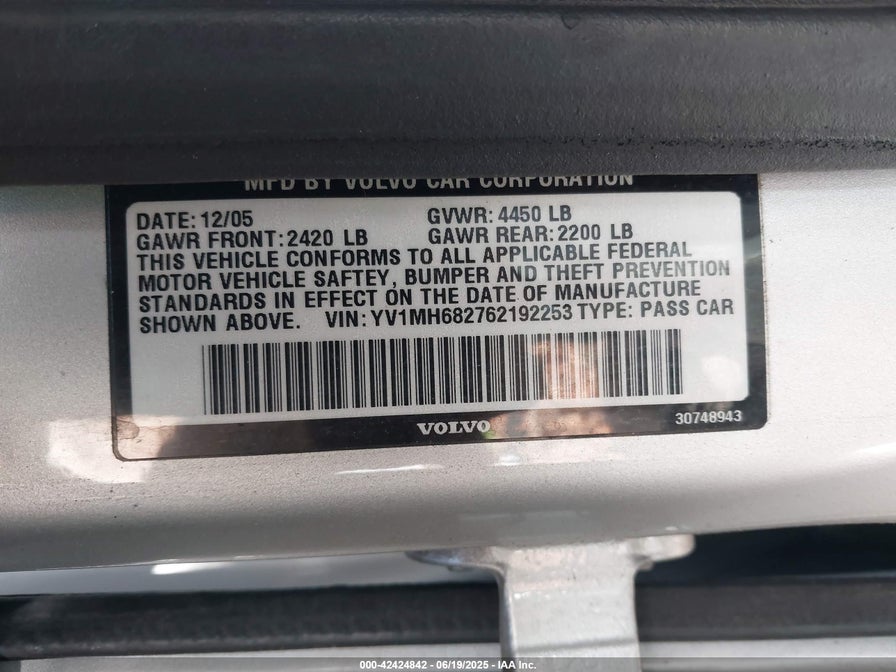 MFD BY VOLVO CAR CORPORATION
DATE: 12/05 GVWR: 4450 LB
GAWR FRONT: 2420 LB GAWR REAR: 2200 LB
THIS VEHICLE CONFORMS TO ALL APPLICABLE FEDERAL
MOTOR VEHICLE SAFTEY, BUMPER AND THEFT PREVENTION
STANDARDS IN EFFECT ON THE DATE OF MANUFACTURE
SHOWN ABOVE. VIN: YV1MH682762192253 TYPE: PASS CAR
VOLVO
30748943
000-42424842 - 06/19/2025 - IAA Inc.